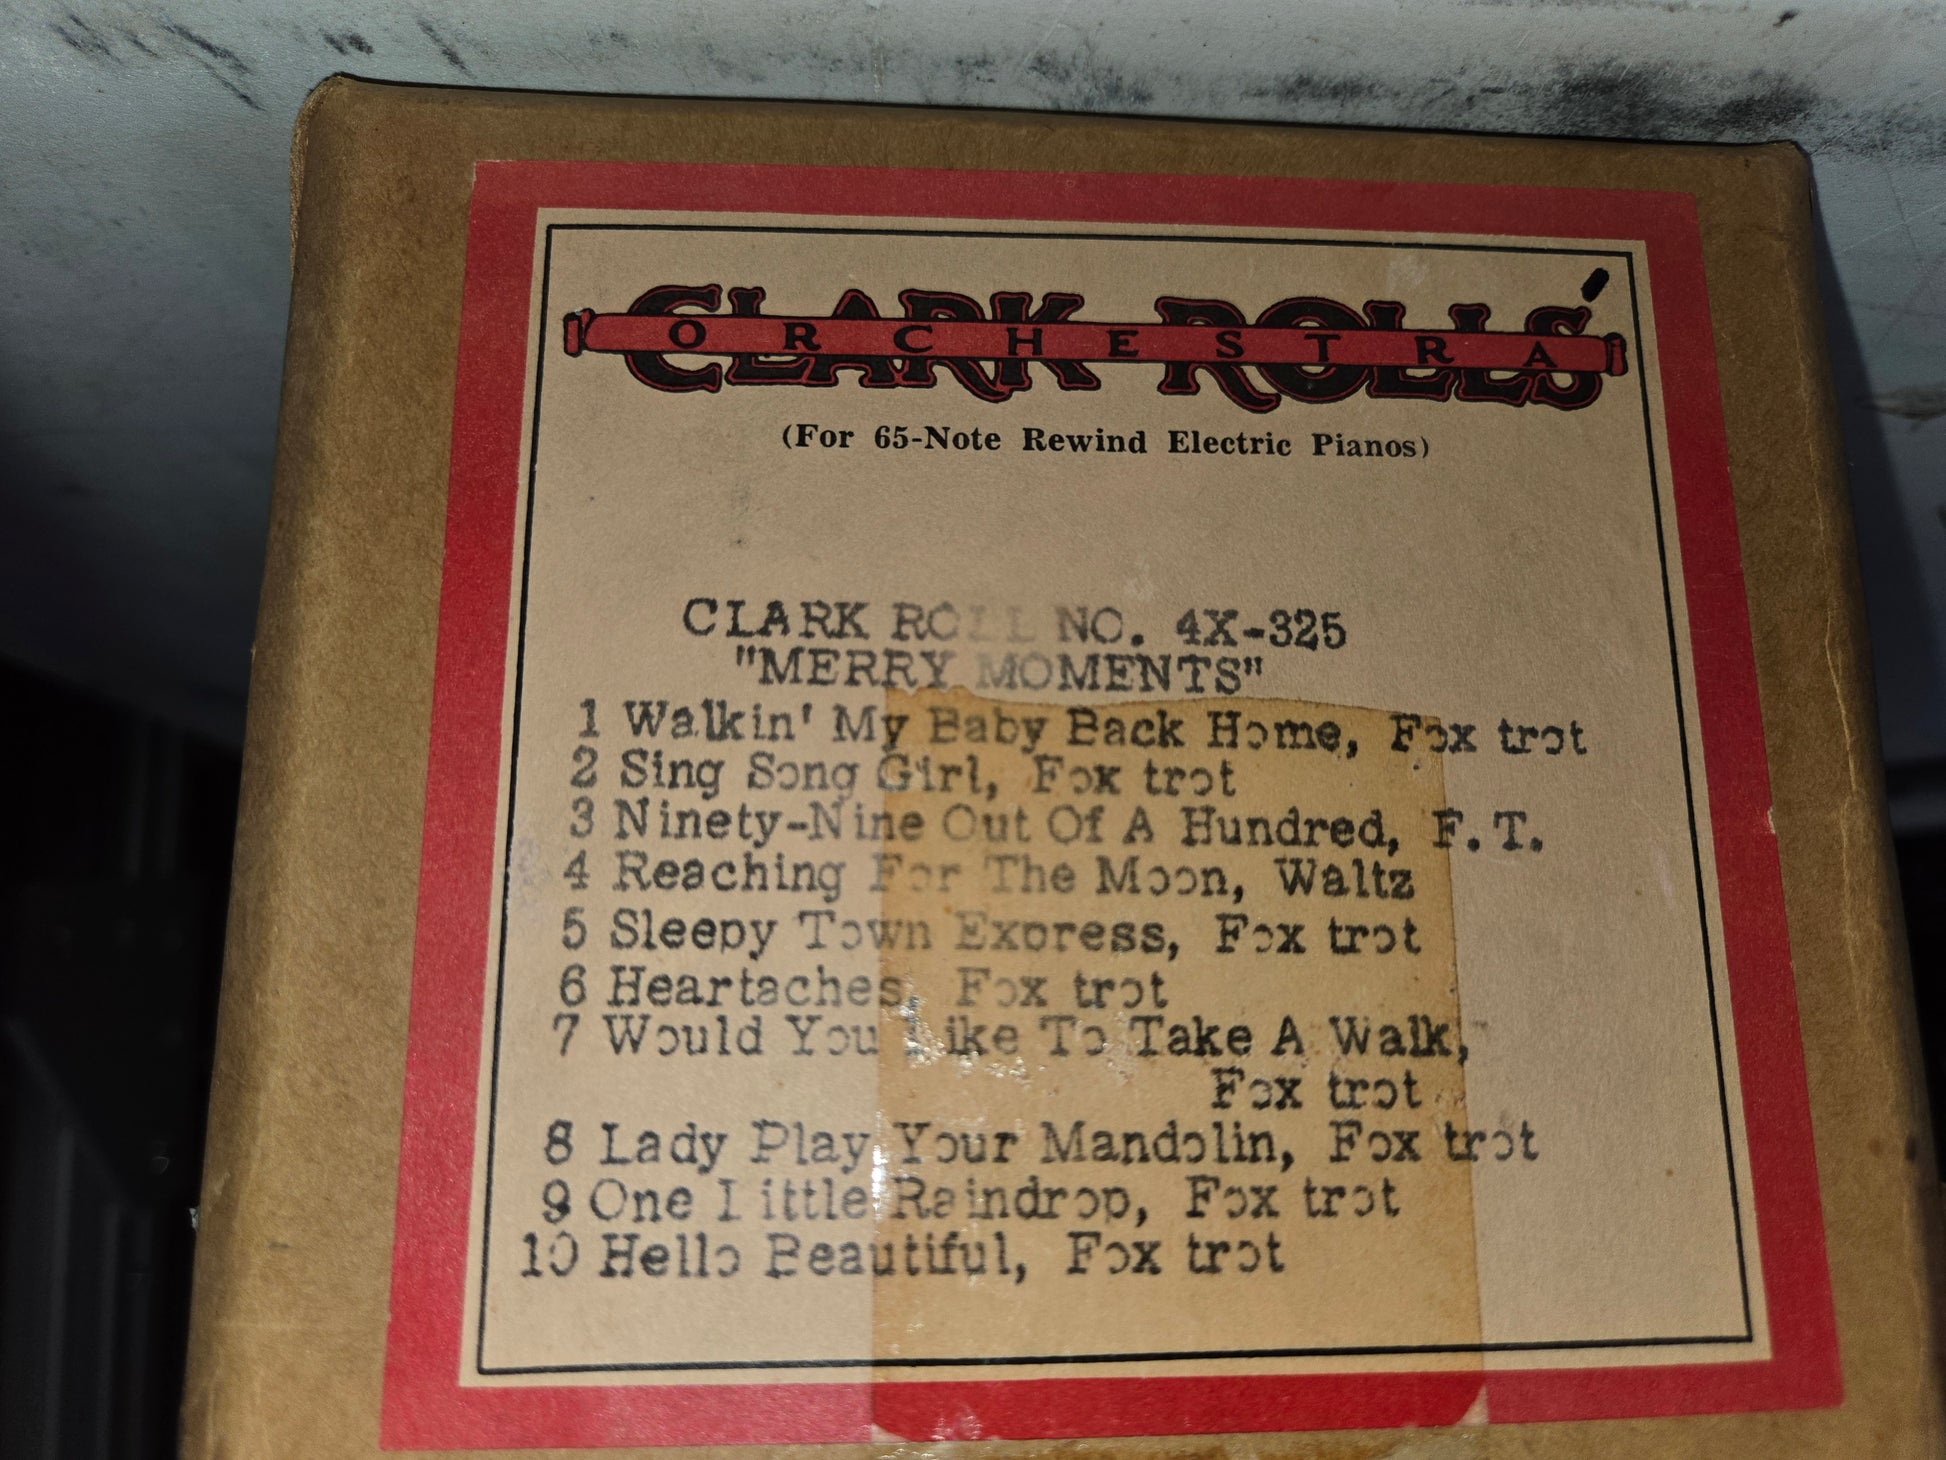 CLARK ROLLS
ORCHESTRA
(For 65-Note Rewind Electric Pianos)
CLARK ROLL NO. 4X-325
"MERRY MOMENTS"
1 Walkin' My Baby Back Home, Fox trot
2 Sing Song Girl, Fox trot
3 Ninety-Nine Out Of A Hundred, F.T.
4 Reaching For The Moon, Waltz
5 Sleepy Town Express, Fox trot
6 Heartaches, Fox trot
7 Would You Like To Take A Walk,
Fox trot
8 Lady Play Your Mandolin, Fox trot
9 One Little Raindrop, Fox trot
10 Hello Beautiful, Fox trot